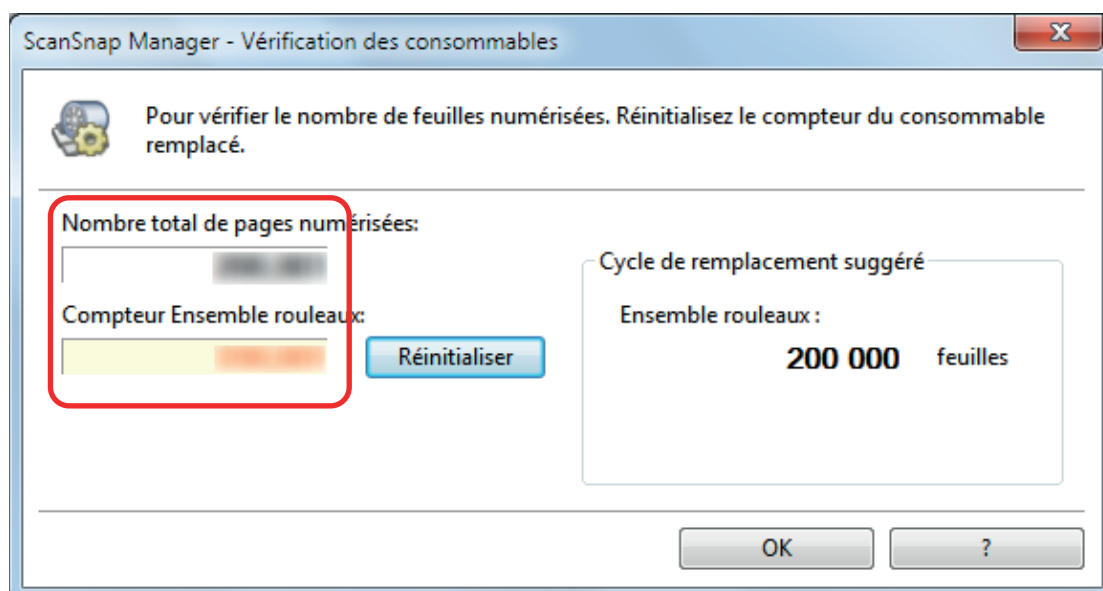 ScanSnap Manager - Vérification des consommables
Pour vérifier le nombre de feuilles numérisées. Réinitialisez le compteur du consommable
remplacé.
Nombre total de pages numérisées:
Compteur Ensemble rouleaux:
Réinitialiser
Cycle de remplacement suggéré
Ensemble rouleaux :
200 000 feuilles
OK
?